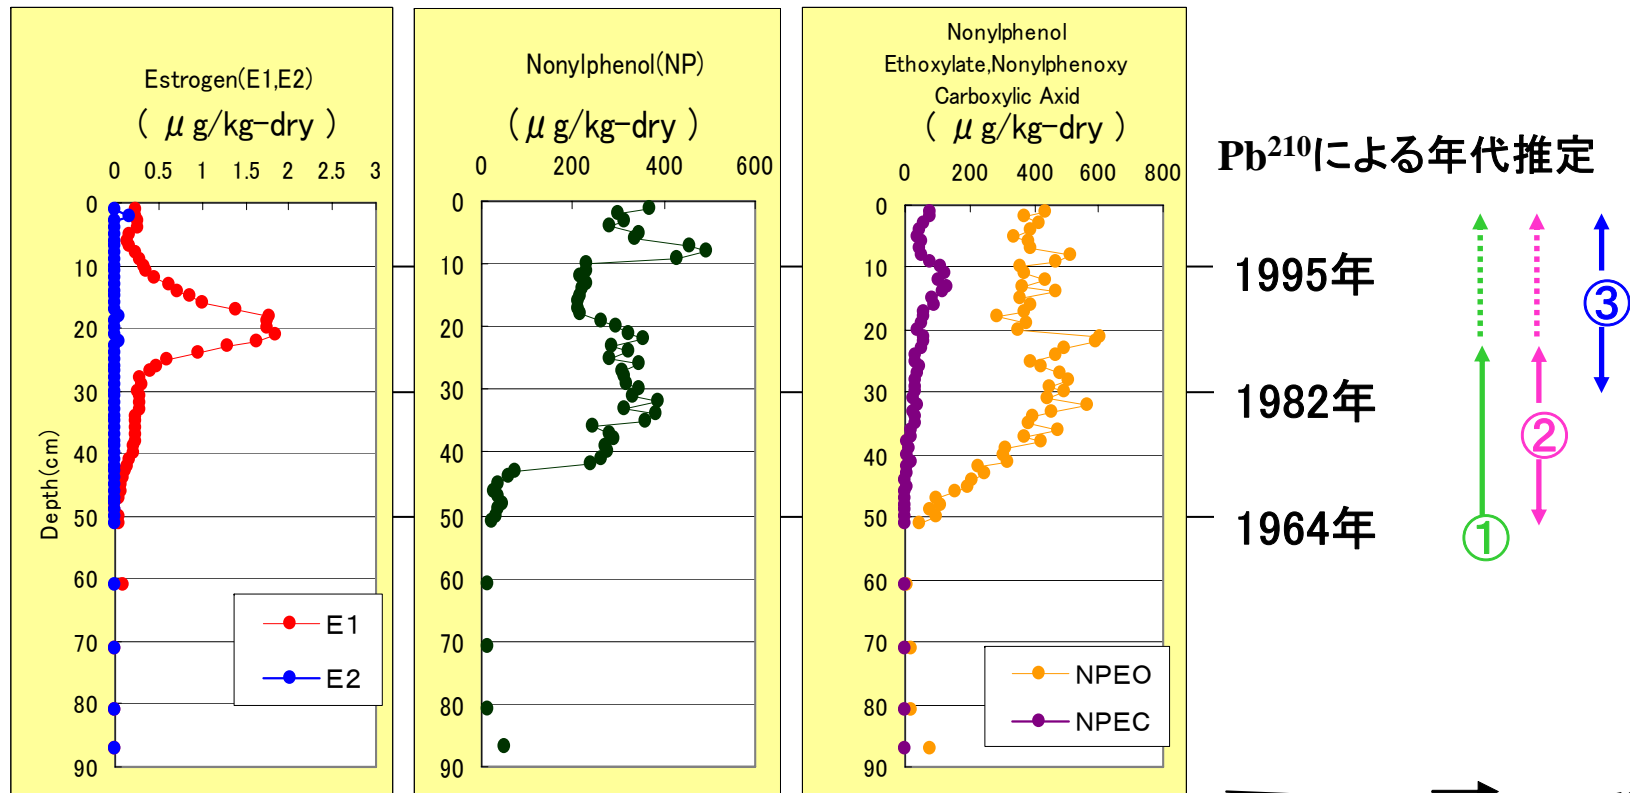 Estrogen(E1,E2)
( μg/kg-dry )
0 0.5 1 1.5 2 2.5 3
0
10
20
30
40
50
60
70
80
90
Depth(cm)
E1
E2
Nonylphenol(NP)
(μg/kg-dry )
0 200 400 600
0
10
20
30
40
50
60
70
80
90
Nonylphenol
Ethoxylate,Nonylphenoxy
Carboxylic Axid
( μg/kg-dry )
0 200 400 600 800
0
10
20
30
40
50
60
70
80
90
NPEO
NPEC
Pb210による年代推定
1995年
1982年
1964年
①
②
③